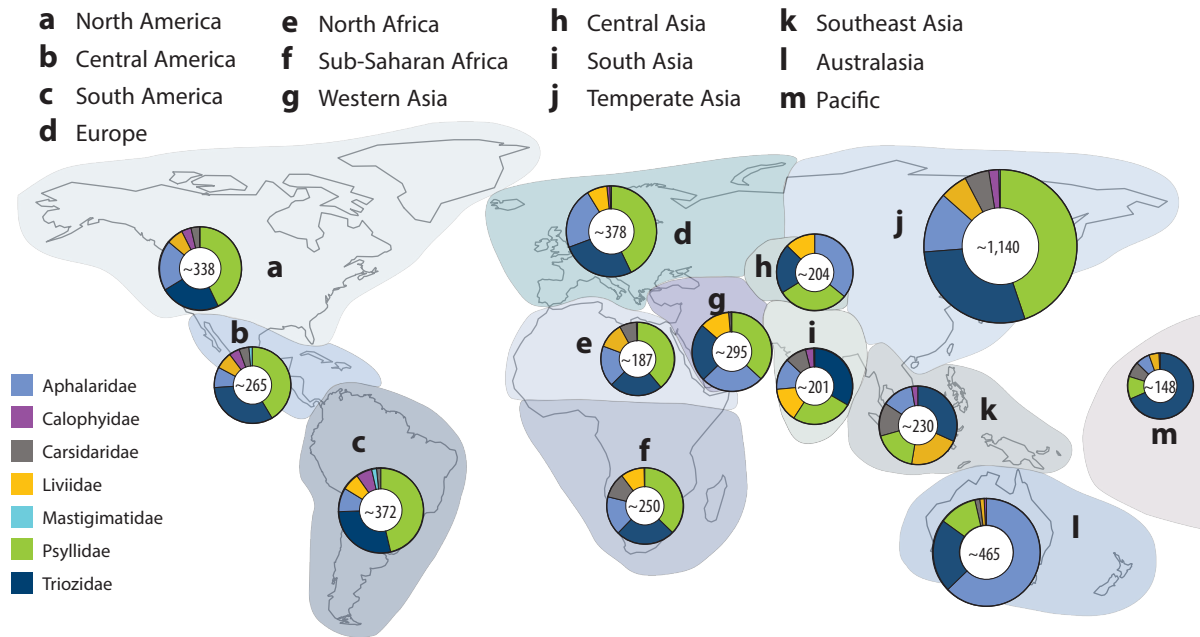 a North America
b Central America
c South America
d Europe
e North Africa
f Sub-Saharan Africa
g Western Asia
h Central Asia
i South Asia
j Temperate Asia
k Southeast Asia
l Australasia
m Pacific
~338
a
b
~265
c
~372
~378
d
e
~187
f
~250
g
~295
h
~204
i
~201
j
~1,140
k
~230
l
~465
~148
m
Aphalaridae
Calophyidae
Carsidaridae
Liviidae
Mastigimatidae
Psyllidae
Triozidae